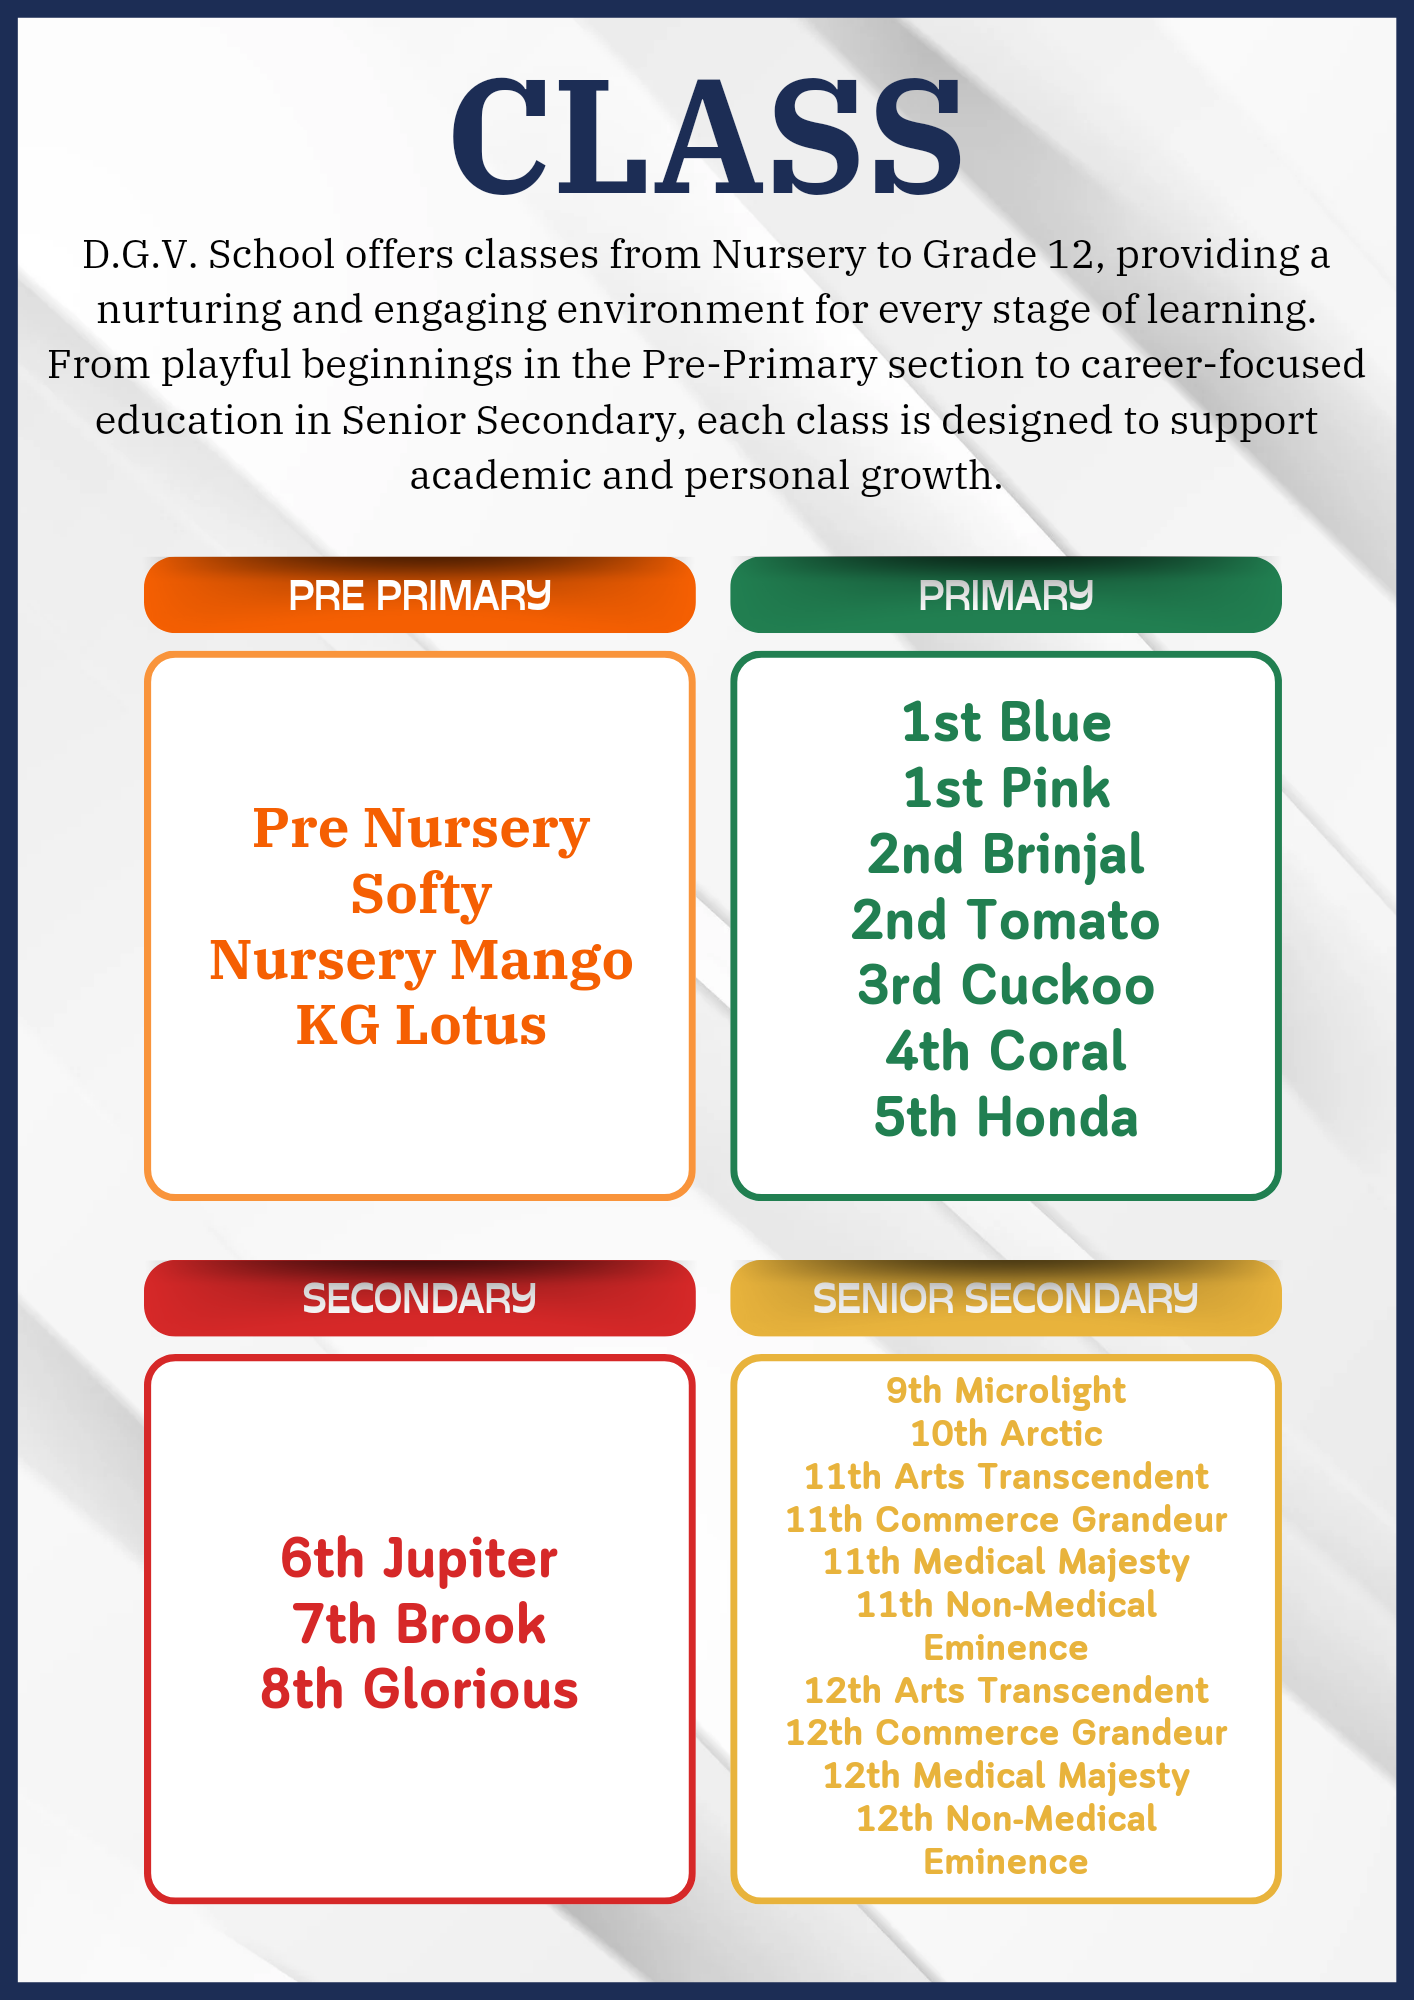 CLASS
D.G.V. School offers classes from Nursery to Grade 12, providing a
nurturing and engaging environment for every stage of learning.
From playful beginnings in the Pre-Primary section to career-focused
education in Senior Secondary, each class is designed to support
academic and personal growth.
PRE PRIMARY
Pre Nursery
Softy
Nursery Mango
KG Lotus
PRIMARY
1st Blue
1st Pink
2nd Brinjal
2nd Tomato
3rd Cuckoo
4th Coral
5th Honda
SECONDARY
6th Jupiter
7th Brook
8th Glorious
SENIOR SECONDARY
9th Microlight
10th Arctic
11th Arts Transcendent
11th Commerce Grandeur
11th Medical Majesty
11th Non-Medical
Eminence
12th Arts Transcendent
12th Commerce Grandeur
12th Medical Majesty
12th Non-Medical
Eminence